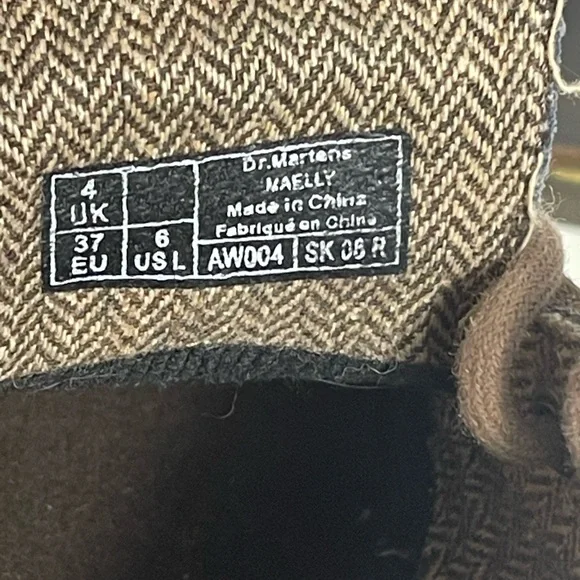 Dr.Martens
MAELLY
Made in China
Fabriqué en Chine
4
UK
37
EU
6
US L
AW004
SK 06 R